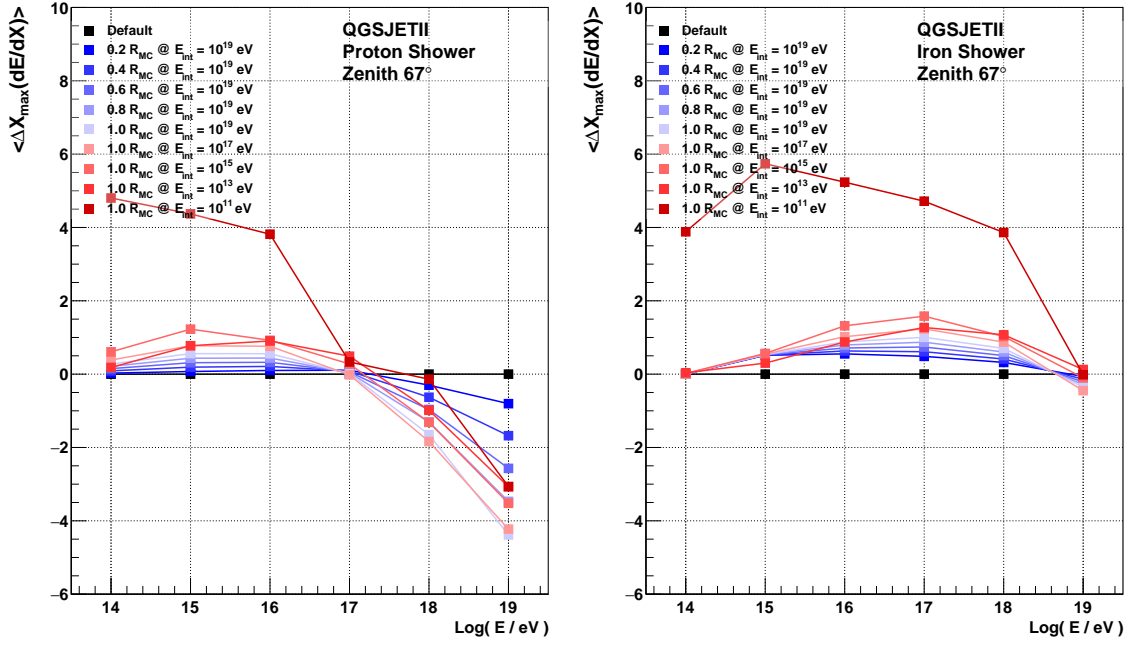 <ΔX_max(dE/dX)>
10
8
6
4
2
0
−2
−4
−6
Default
0.2 R_MC @ E_int = 10^19 eV
0.4 R_MC @ E_int = 10^19 eV
0.6 R_MC @ E_int = 10^19 eV
0.8 R_MC @ E_int = 10^19 eV
1.0 R_MC @ E_int = 10^19 eV
1.0 R_MC @ E_int = 10^17 eV
1.0 R_MC @ E_int = 10^15 eV
1.0 R_MC @ E_int = 10^13 eV
1.0 R_MC @ E_int = 10^11 eV
QGSJETII
Proton Shower
Zenith 67°
14 15 16 17 18 19
Log( E / eV )
<ΔX_max(dE/dX)>
10
8
6
4
2
0
−2
−4
−6
Default
0.2 R_MC @ E_int = 10^19 eV
0.4 R_MC @ E_int = 10^19 eV
0.6 R_MC @ E_int = 10^19 eV
0.8 R_MC @ E_int = 10^19 eV
1.0 R_MC @ E_int = 10^19 eV
1.0 R_MC @ E_int = 10^17 eV
1.0 R_MC @ E_int = 10^15 eV
1.0 R_MC @ E_int = 10^13 eV
1.0 R_MC @ E_int = 10^11 eV
QGSJETII
Iron Shower
Zenith 67°
14 15 16 17 18 19
Log( E / eV )